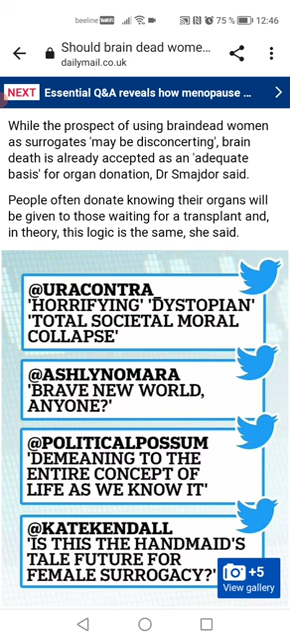 beeline 75 % 12:46
Should brain dead wome...
dailymail.co.uk
NEXT Essential Q&A reveals how menopause ...
While the prospect of using braindead women
as surrogates 'may be disconcerting', brain
death is already accepted as an 'adequate
basis' for organ donation, Dr Smajdor said.
People often donate knowing their organs will
be given to those waiting for a transplant and,
in theory, this logic is the same, she said.
@URACONTRA
'HORRIFYING' 'DYSTOPIAN'
'TOTAL SOCIETAL MORAL
COLLAPSE'
@ASHLYNOMARA
'BRAVE NEW WORLD,
ANYONE?'
@POLITICALPOSSUM
'DEMEANING TO THE
ENTIRE CONCEPT OF
LIFE AS WE KNOW IT'
@KATEKENDALL
'IS THIS THE HANDMAID'S
TALE FUTURE FOR
FEMALE SURROGACY?'
+5
View gallery